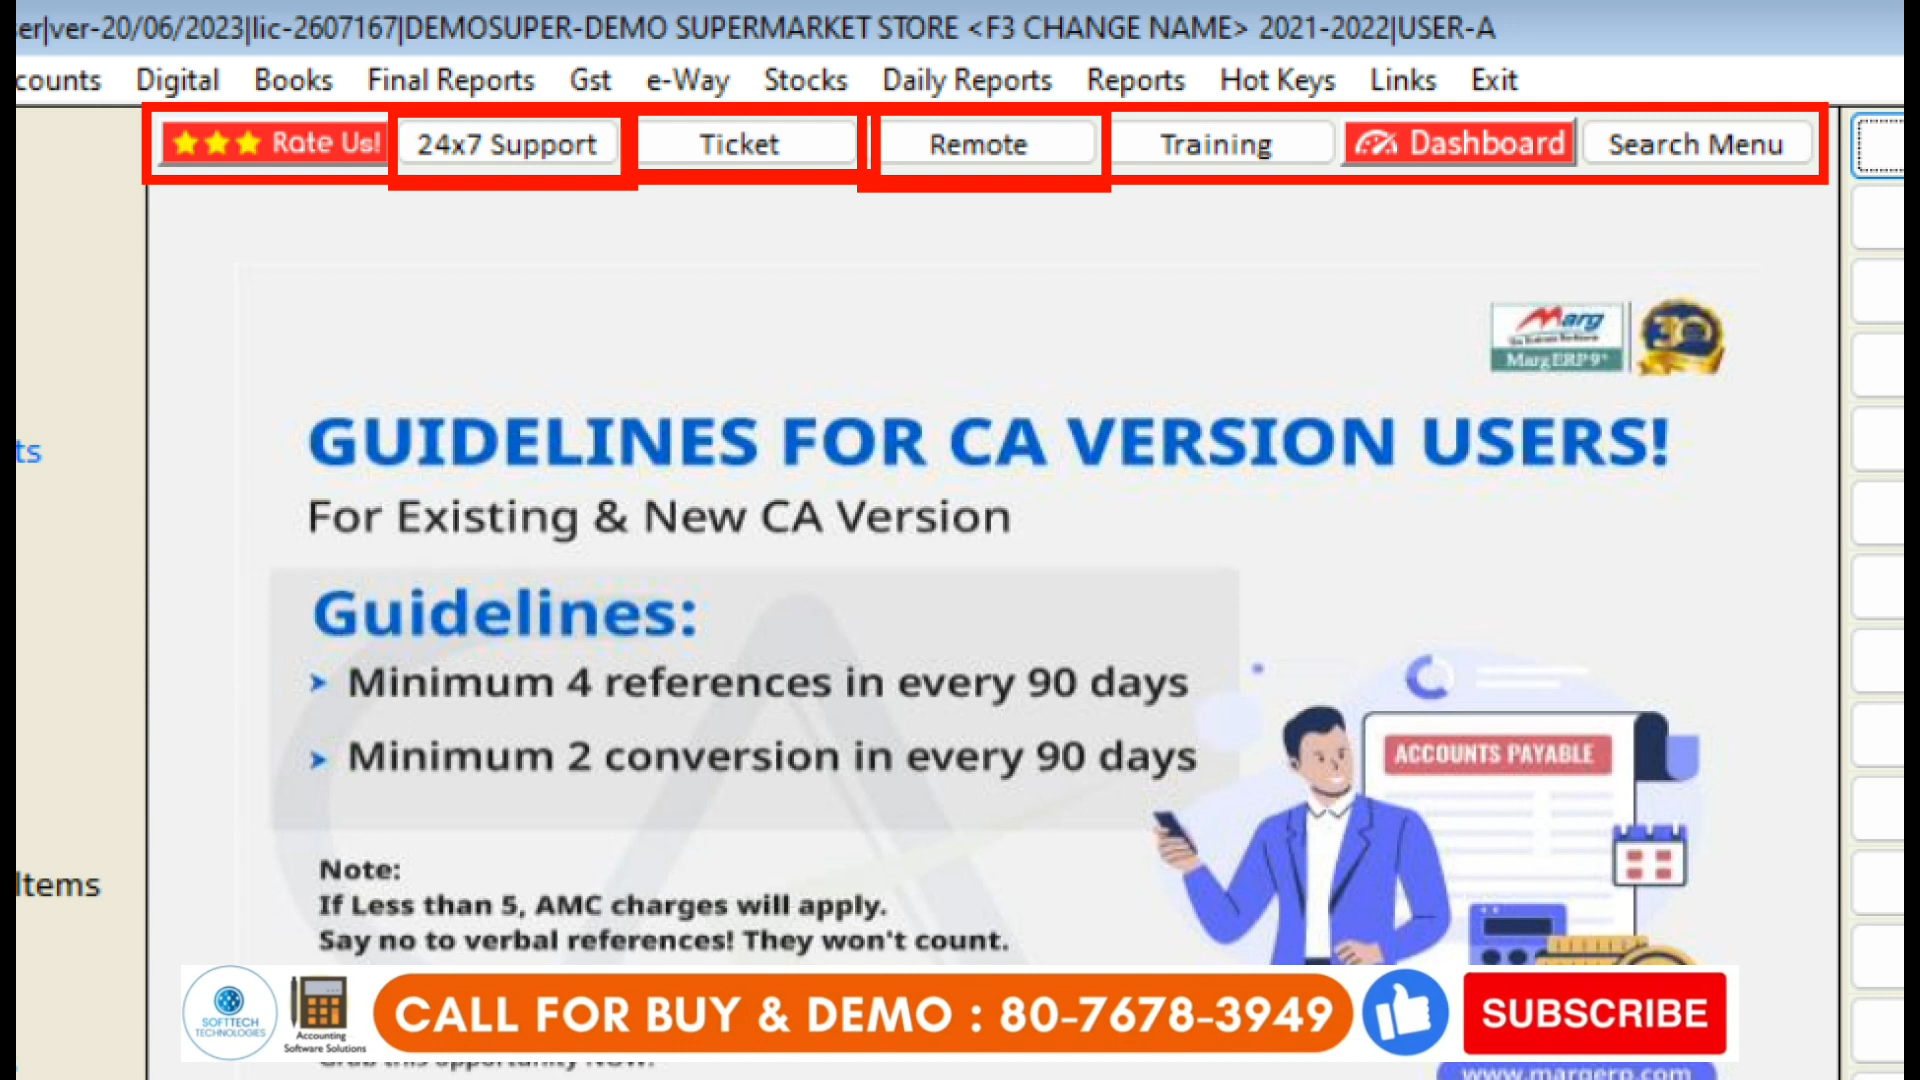 er|ver-20/06/2023|lic-2607167|DEMOSUPER-DEMO SUPERMARKET STORE <F3 CHANGE NAME> 2021-2022|USER-A
counts Digital Books Final Reports Gst e-Way Stocks Daily Reports Reports Hot Keys Links Exit
Rate Us! 24x7 Support Ticket Remote Training Dashboard Search Menu
Marg
MargERP9+
30
GUIDELINES FOR CA VERSION USERS!
For Existing & New CA Version
ts
Guidelines:
➤ Minimum 4 references in every 90 days
➤ Minimum 2 conversion in every 90 days
ACCOUNTS PAYABLE
Note:
If Less than 5, AMC charges will apply.
Say no to verbal references! They won't count.
Items
SOFTTECH
TECHNOLOGIES
Accounting
Software Solutions
CALL FOR BUY & DEMO : 80-7678-3949
SUBSCRIBE
www.margerp.com